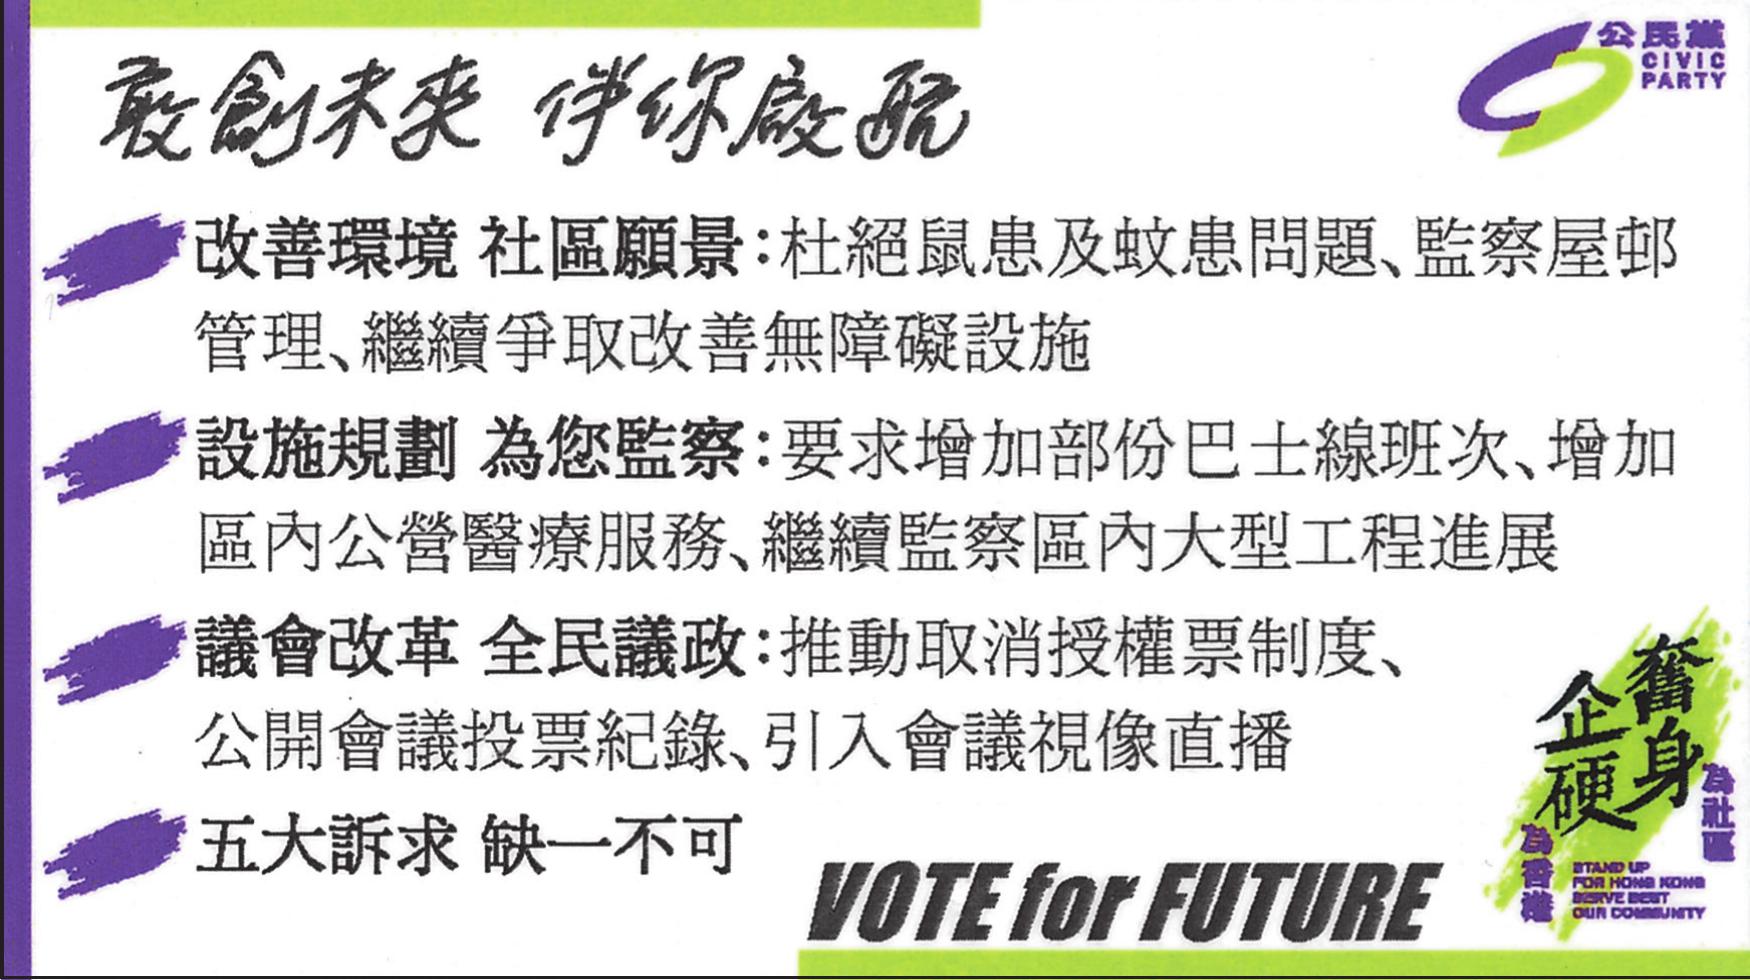 敢創未來 伴你啟航
公民黨
CIVIC
PARTY
改善環境 社區願景：杜絕鼠患及蚊患問題、監察屋邨
管理、繼續爭取改善無障礙設施
設施規劃 為您監察：要求增加部份巴士線班次、增加
區內公營醫療服務、繼續監察區內大型工程進展
議會改革 全民議政：推動取消授權票制度、
公開會議投票紀錄、引入會議視像直播
五大訴求 缺一不可
VOTE for FUTURE
奮身
企硬
為社區
為香港
STAND UP
FOR HONG KONG
SERVE BEST
OUR COMMUNITY